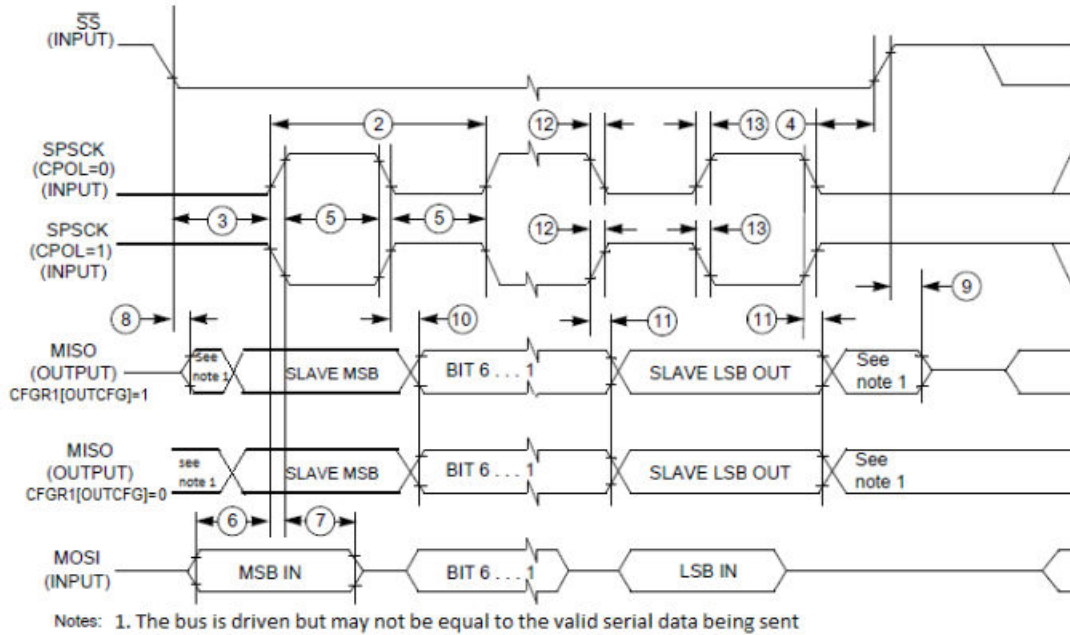 SS
(INPUT)
2
12
13
4
SPSCK
(CPOL=0)
(INPUT)
3
5
5
SPSCK
(CPOL=1)
(INPUT)
12
13
9
8
10
11
11
MISO
(OUTPUT)
CFGR1[OUTCFG]=1
See
note 1
SLAVE MSB
BIT 6 . . . 1
SLAVE LSB OUT
See
note 1
MISO
(OUTPUT)
CFGR1[OUTCFG]=0
see
note 1
SLAVE MSB
BIT 6 . . . 1
SLAVE LSB OUT
See
note 1
6
7
MOSI
(INPUT)
MSB IN
BIT 6 . . . 1
LSB IN
Notes: 1. The bus is driven but may not be equal to the valid serial data being sent